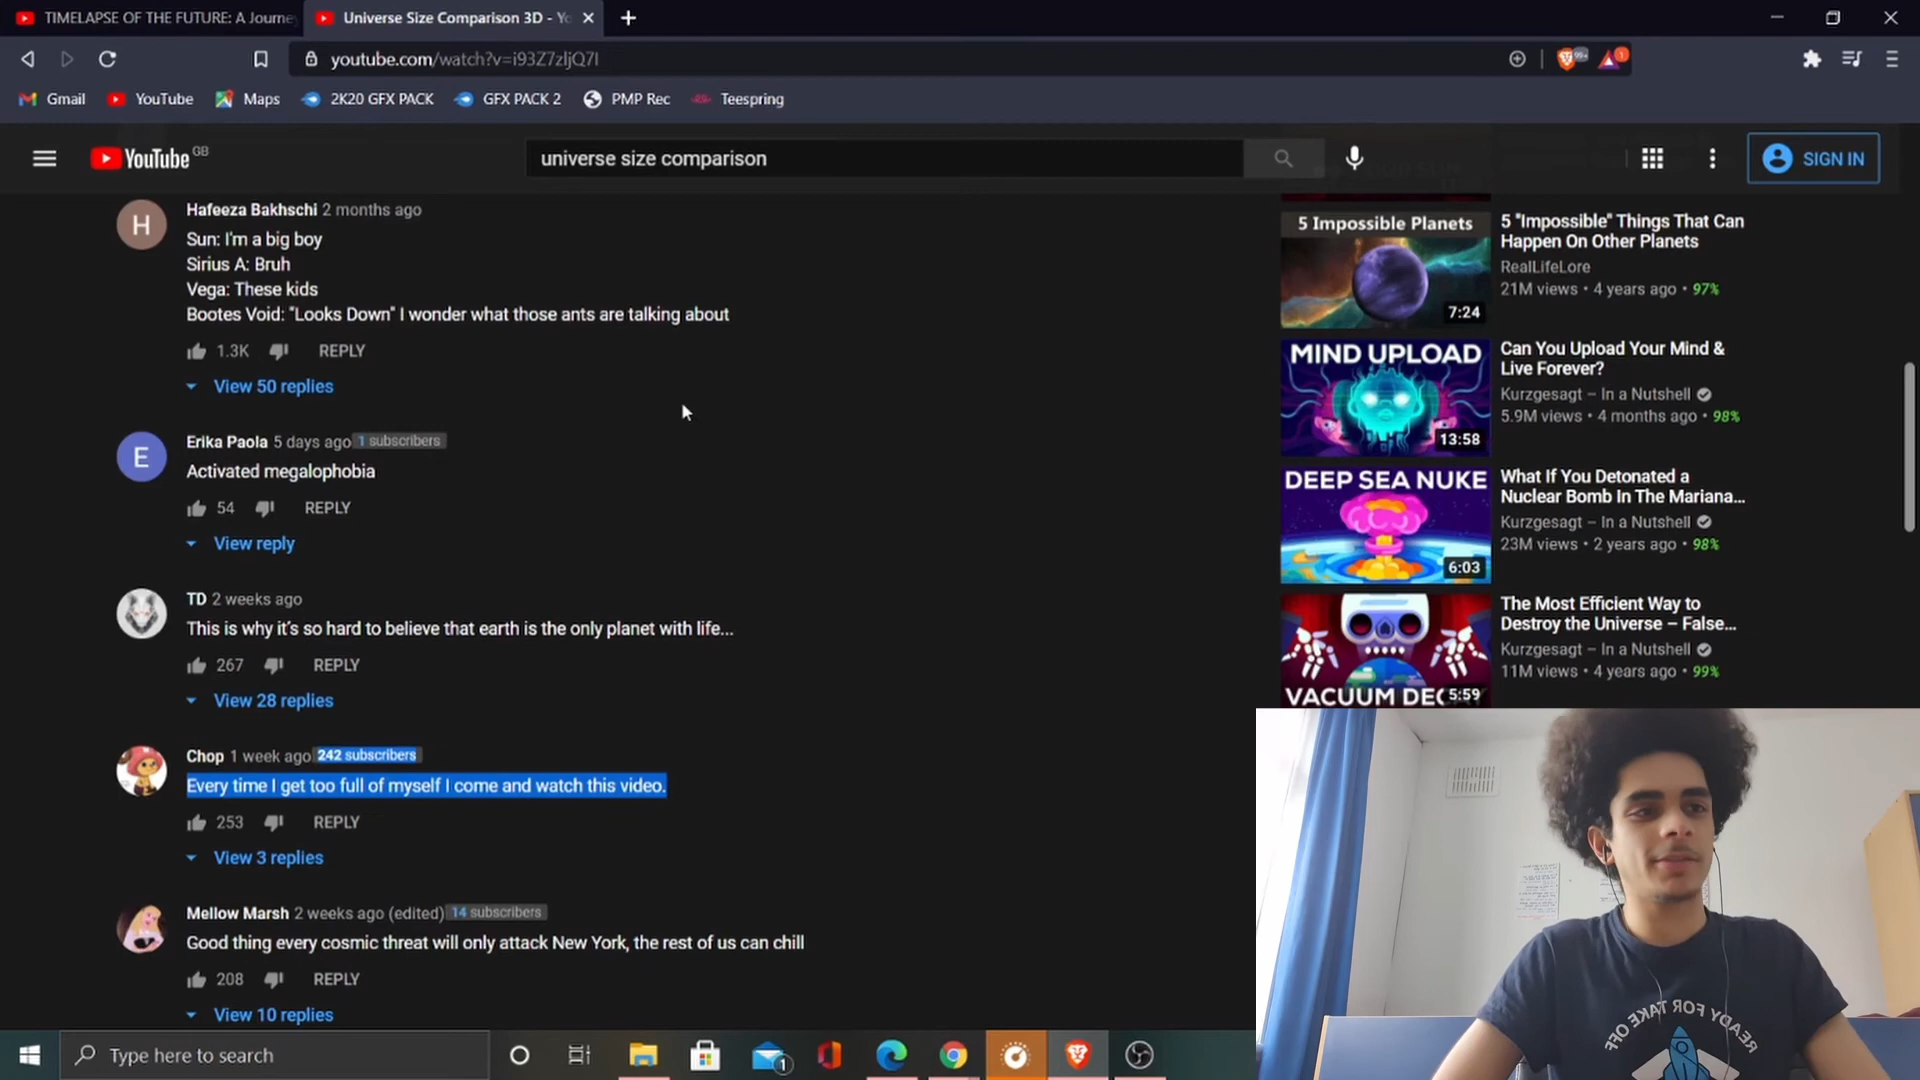 TIMELAPSE OF THE FUTURE: A Journe
Universe Size Comparison 3D - Yo
youtube.com/watch?v=i93Z7zljQ7I
99+
1
Gmail
YouTube
Maps
2K20 GFX PACK
GFX PACK 2
PMP Rec
Teespring
YouTube GB
universe size comparison
SIGN IN
H
Hafeeza Bakhschi 2 months ago
Sun: I'm a big boy
Sirius A: Bruh
Vega: These kids
Bootes Void: "Looks Down" I wonder what those ants are talking about
1.3K REPLY
View 50 replies
E
Erika Paola 5 days ago 1 subscribers
Activated megalophobia
54 REPLY
View reply
TD 2 weeks ago
This is why it's so hard to believe that earth is the only planet with life...
267 REPLY
View 28 replies
Chop 1 week ago 242 subscribers
Every time I get too full of myself I come and watch this video.
253 REPLY
View 3 replies
Mellow Marsh 2 weeks ago (edited) 14 subscribers
Good thing every cosmic threat will only attack New York, the rest of us can chill
208 REPLY
View 10 replies
5 Impossible Planets
7:24
5 "Impossible" Things That Can
Happen On Other Planets
RealLifeLore
21M views • 4 years ago • 97%
MIND UPLOAD
13:58
Can You Upload Your Mind &
Live Forever?
Kurzgesagt – In a Nutshell
5.9M views • 4 months ago • 98%
DEEP SEA NUKE
6:03
What If You Detonated a
Nuclear Bomb In The Mariana...
Kurzgesagt – In a Nutshell
23M views • 2 years ago • 98%
VACUUM DEC
5:59
The Most Efficient Way to
Destroy the Universe – False...
Kurzgesagt – In a Nutshell
11M views • 4 years ago • 99%
READY FOR TAKE OFF
Type here to search
1